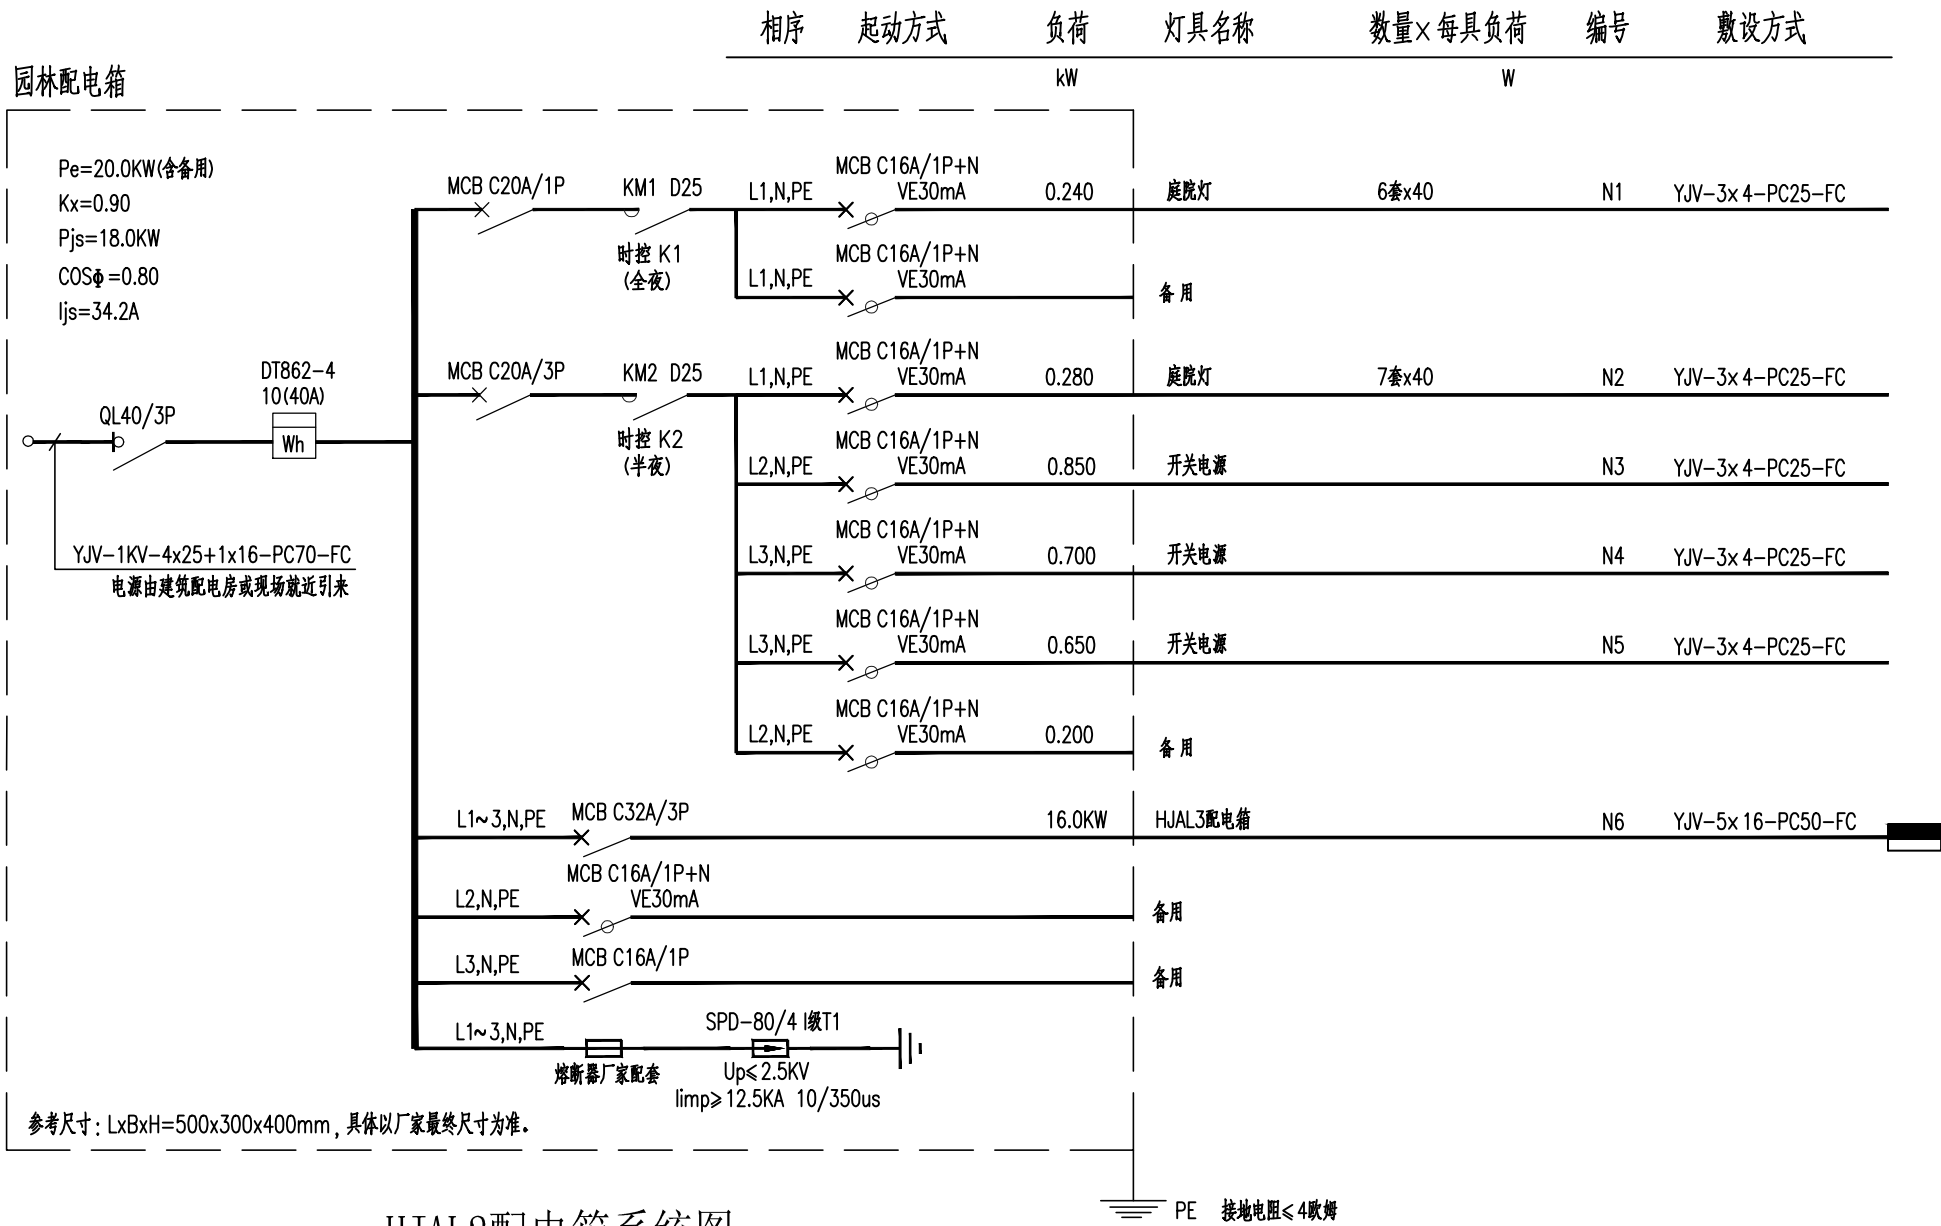 相序 起动方式 负荷 灯具名称 数量×每具负荷 编号 敷设方式
kW W
园林配电箱
Pe=20.0KW(含备用)
Kx=0.90
Pjs=18.0KW
COSΦ=0.80
Ijs=34.2A
MCB C20A/1P KM1 D25 L1,N,PE MCB C16A/1P+N
VE30mA 0.240 庭院灯 6套x40 N1 YJV-3x4-PC25-FC
时控 K1
(全夜)
L1,N,PE MCB C16A/1P+N
VE30mA 备用
MCB C20A/3P KM2 D25 L1,N,PE MCB C16A/1P+N
VE30mA 0.280 庭院灯 7套x40 N2 YJV-3x4-PC25-FC
时控 K2
(半夜)
DT862-4
10(40A)
QL40/3P
Wh
L2,N,PE MCB C16A/1P+N
VE30mA 0.850 开关电源 N3 YJV-3x4-PC25-FC
YJV-1KV-4x25+1x16-PC70-FC
电源由建筑配电房或现场就近引来
L3,N,PE MCB C16A/1P+N
VE30mA 0.700 开关电源 N4 YJV-3x4-PC25-FC
L3,N,PE MCB C16A/1P+N
VE30mA 0.650 开关电源 N5 YJV-3x4-PC25-FC
L2,N,PE MCB C16A/1P+N
VE30mA 0.200 备用
L1~3,N,PE MCB C32A/3P 16.0KW HJAL3配电箱 N6 YJV-5x16-PC50-FC
L2,N,PE MCB C16A/1P+N
VE30mA 备用
L3,N,PE MCB C16A/1P 备用
L1~3,N,PE SPD-80/4 I级T1
熔断器厂家配套 Up≤2.5KV
Iimp≥12.5KA 10/350us
参考尺寸: LxBxH=500x300x400mm, 具体以厂家最终尺寸为准。
PE 接地电阻≤4欧姆